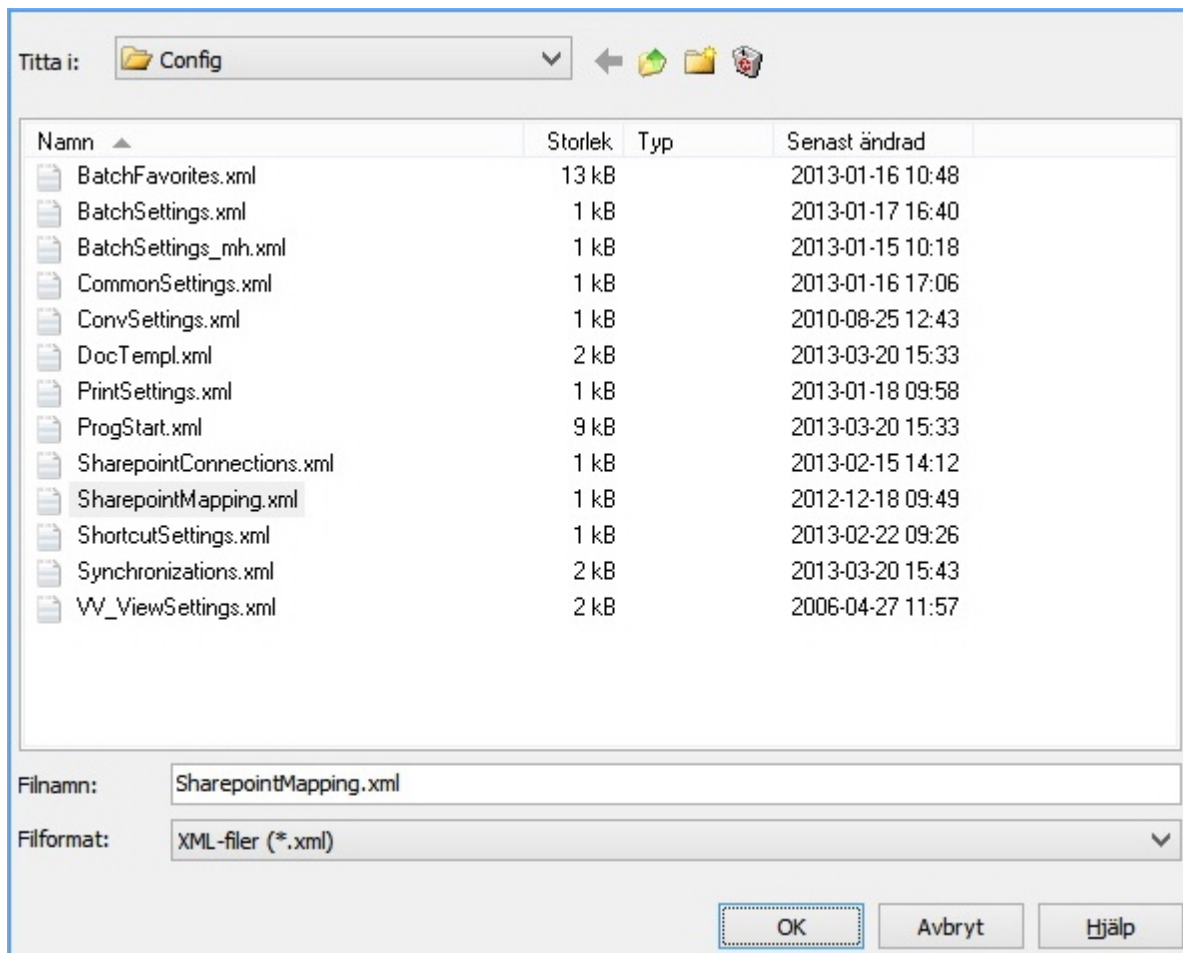 Titta i: Config
Namn Storlek Typ Senast ändrad
BatchFavorites.xml 13 kB 2013-01-16 10:48
BatchSettings.xml 1 kB 2013-01-17 16:40
BatchSettings_mh.xml 1 kB 2013-01-15 10:18
CommonSettings.xml 1 kB 2013-01-16 17:06
ConvSettings.xml 1 kB 2010-08-25 12:43
DocTempl.xml 2 kB 2013-03-20 15:33
PrintSettings.xml 1 kB 2013-01-18 09:58
ProgStart.xml 9 kB 2013-03-20 15:33
SharepointConnections.xml 1 kB 2013-02-15 14:12
SharepointMapping.xml 1 kB 2012-12-18 09:49
ShortcutSettings.xml 1 kB 2013-02-22 09:26
Synchronizations.xml 2 kB 2013-03-20 15:43
VV_ViewSettings.xml 2 kB 2006-04-27 11:57
Filnamn: SharepointMapping.xml
Filformat: XML-filer (*.xml)
OK Avbryt Hjälp